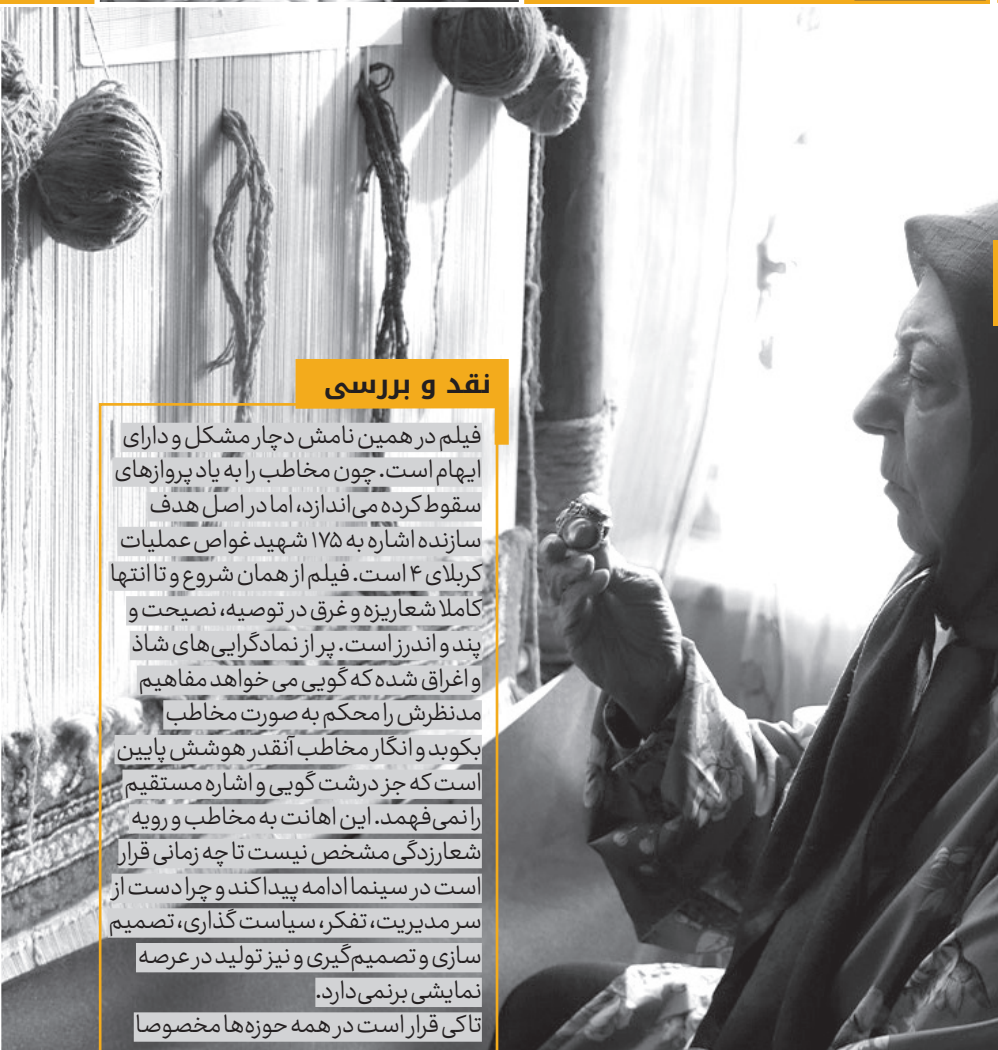 نقد و بررسی
فیلم در همین نامش دچار مشکل و دارای
ایهام است. چون مخاطب را به یاد پروازهای
سقوط کرده می‌اندازد، اما در اصل هدف
سازنده اشاره به ۱۷۵ شهید غواص عملیات
کربلای ۴ است. فیلم از همان شروع و تا انتها
کاملا شعاریزه و غرق در توصیه، نصیحت و
پند و اندرز است. پر از نمادگرایی‌های شاذ
و اغراق شده که گویی می خواهد مفاهیم
مدنظرش را محکم به صورت مخاطب
بکوبد و انگار مخاطب آنقدر هوشش پایین
است که جز درشت گویی و اشاره مستقیم
را نمی‌فهمد. این اهانت به مخاطب و رویه
شعارزدگی مشخص نیست تا چه زمانی قرار
است در سینما ادامه پیدا کند و چرا دست از
سر مدیریت، تفکر، سیاست گذاری، تصمیم
سازی و تصمیم‌گیری و نیز تولید در عرصه
نمایشی برنمی‌دارد.
تا کی قرار است در همه حوزه‌ها مخصوصا